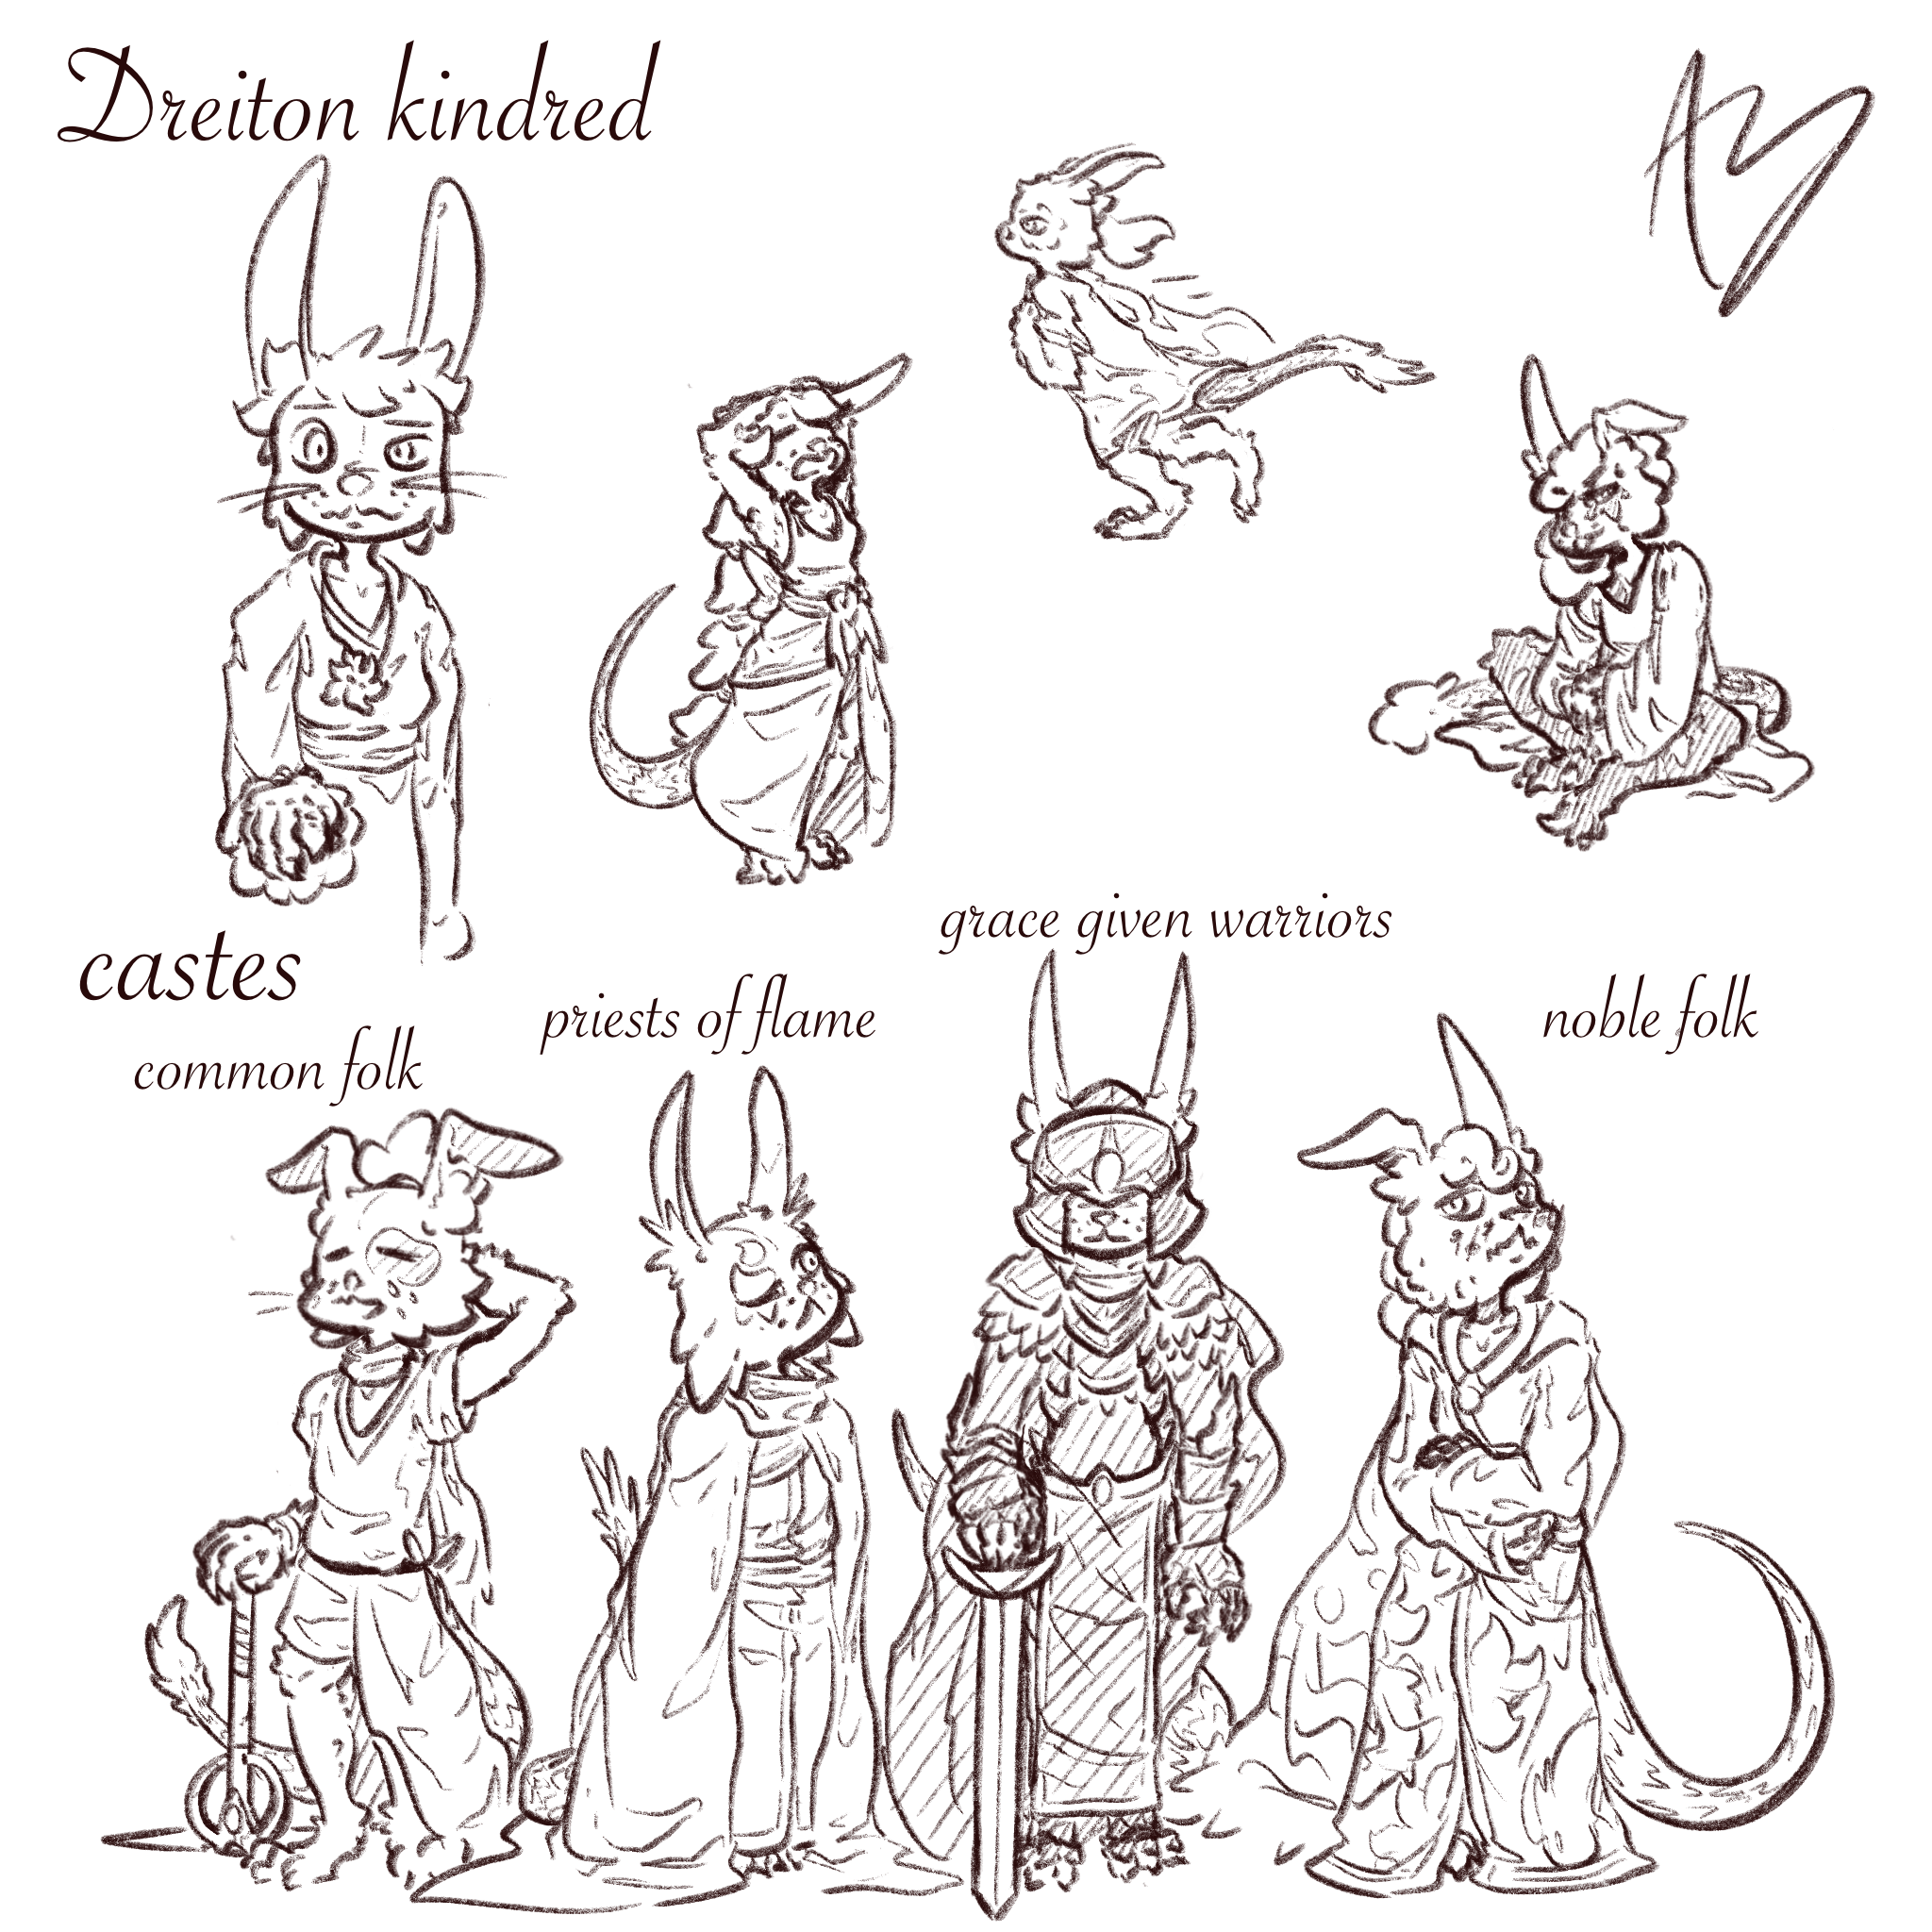 Dreiton kindred
castes
common folk
priests of flame
grace given warriors
noble folk